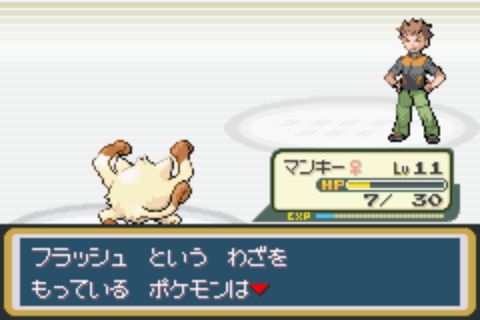 マンキー♀ Lv11
HP
7/ 30
EXP
フラッシュ という わざを
もっている ポケモンは